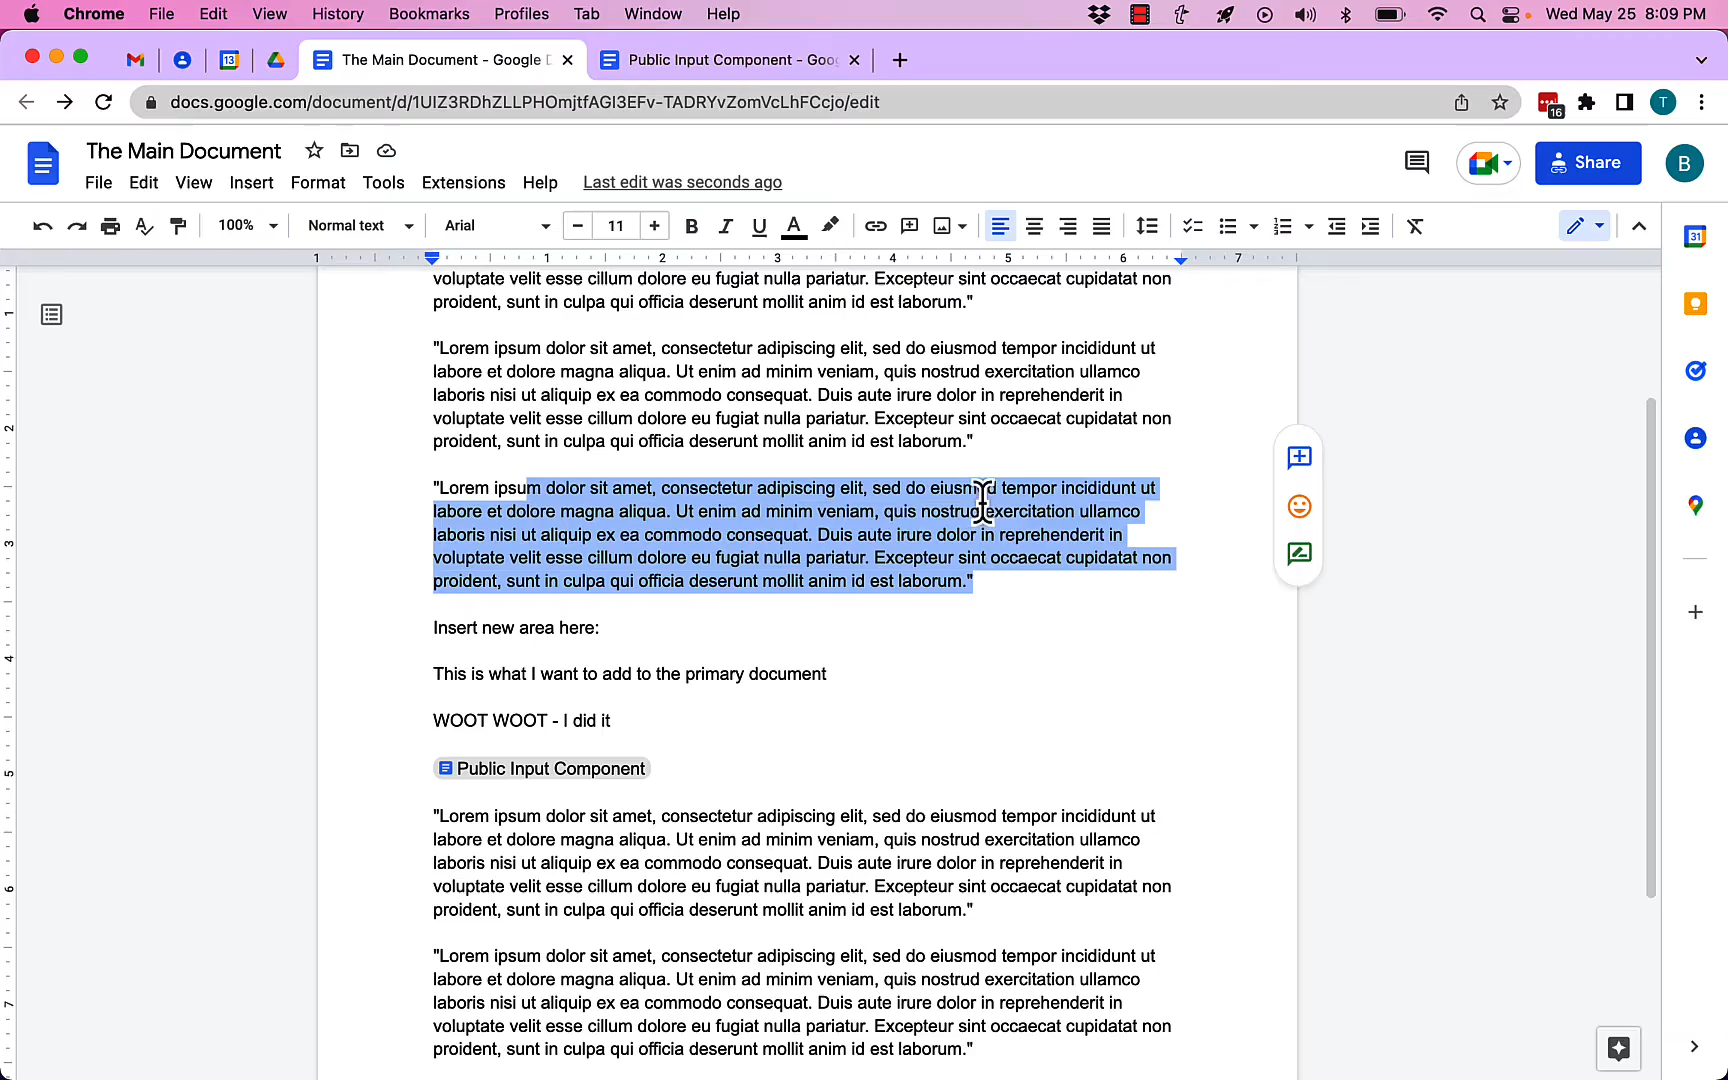 Chrome File Edit View History Bookmarks Profiles Tab Window Help Wed May 25 8:09 PM
13 The Main Document - Google D Public Input Component - Goo
docs.google.com/document/d/1UIZ3RDhZLLPHOmjtfAGI3EFv-TADRYvZomVcLhFCcjo/edit 16 T
The Main Document Share B
File Edit View Insert Format Tools Extensions Help Last edit was seconds ago
100% Normal text Arial 11 B I U A 31
1 1 2 3 4 5 6 7
voluptate velit esse cillum dolore eu fugiat nulla pariatur. Excepteur sint occaecat cupidatat non
proident, sunt in culpa qui officia deserunt mollit anim id est laborum."
"Lorem ipsum dolor sit amet, consectetur adipiscing elit, sed do eiusmod tempor incididunt ut
labore et dolore magna aliqua. Ut enim ad minim veniam, quis nostrud exercitation ullamco
laboris nisi ut aliquip ex ea commodo consequat. Duis aute irure dolor in reprehenderit in
voluptate velit esse cillum dolore eu fugiat nulla pariatur. Excepteur sint occaecat cupidatat non
proident, sunt in culpa qui officia deserunt mollit anim id est laborum."
"Lorem ipsum dolor sit amet, consectetur adipiscing elit, sed do eiusmod tempor incididunt ut
labore et dolore magna aliqua. Ut enim ad minim veniam, quis nostrud exercitation ullamco
laboris nisi ut aliquip ex ea commodo consequat. Duis aute irure dolor in reprehenderit in
voluptate velit esse cillum dolore eu fugiat nulla pariatur. Excepteur sint occaecat cupidatat non
proident, sunt in culpa qui officia deserunt mollit anim id est laborum."
Insert new area here:
This is what I want to add to the primary document
WOOT WOOT - I did it
Public Input Component
"Lorem ipsum dolor sit amet, consectetur adipiscing elit, sed do eiusmod tempor incididunt ut
labore et dolore magna aliqua. Ut enim ad minim veniam, quis nostrud exercitation ullamco
laboris nisi ut aliquip ex ea commodo consequat. Duis aute irure dolor in reprehenderit in
voluptate velit esse cillum dolore eu fugiat nulla pariatur. Excepteur sint occaecat cupidatat non
proident, sunt in culpa qui officia deserunt mollit anim id est laborum."
"Lorem ipsum dolor sit amet, consectetur adipiscing elit, sed do eiusmod tempor incididunt ut
labore et dolore magna aliqua. Ut enim ad minim veniam, quis nostrud exercitation ullamco
laboris nisi ut aliquip ex ea commodo consequat. Duis aute irure dolor in reprehenderit in
voluptate velit esse cillum dolore eu fugiat nulla pariatur. Excepteur sint occaecat cupidatat non
proident, sunt in culpa qui officia deserunt mollit anim id est laborum."
1
2
3
4
5
6
7